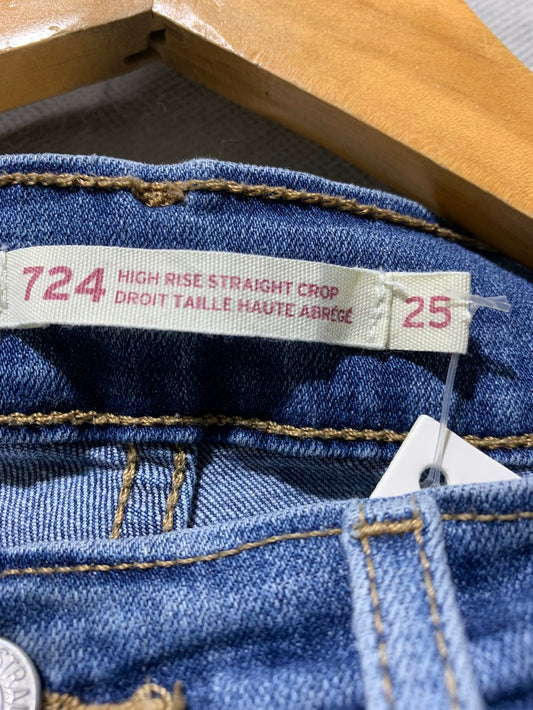 724
HIGH RISE STRAIGHT CROP
DROIT TAILLE HAUTE ABRÉGÉ
25